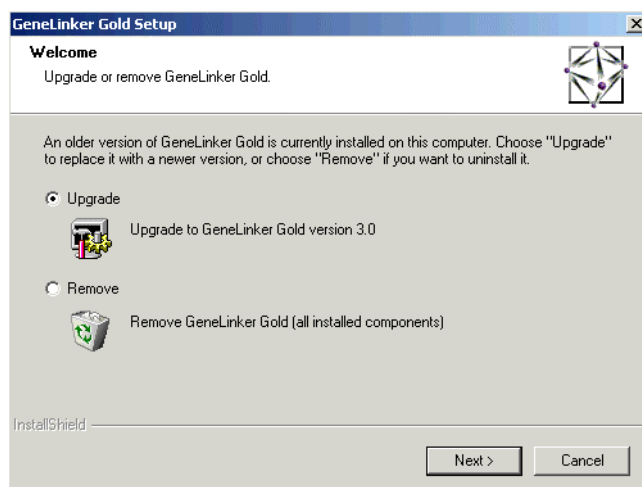 GeneLinker Gold Setup
Welcome
Upgrade or remove GeneLinker Gold.
An older version of GeneLinker Gold is currently installed on this computer. Choose "Upgrade"
to replace it with a newer version, or choose "Remove" if you want to uninstall it.
Upgrade
Upgrade to GeneLinker Gold version 3.0
Remove
Remove GeneLinker Gold (all installed components)
InstallShield
Next >
Cancel